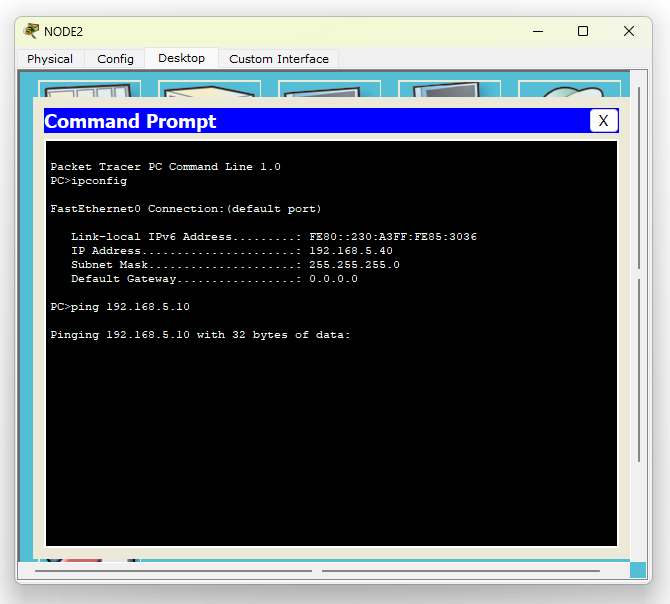 NODE2
Physical Config Desktop Custom Interface
Command Prompt X
Packet Tracer PC Command Line 1.0
PC>ipconfig
FastEthernet0 Connection:(default port)
Link-local IPv6 Address.........: FE80::230:A3FF:FE85:3036
IP Address......................: 192.168.5.40
Subnet Mask.....................: 255.255.255.0
Default Gateway.................: 0.0.0.0
PC>ping 192.168.5.10
Pinging 192.168.5.10 with 32 bytes of data: